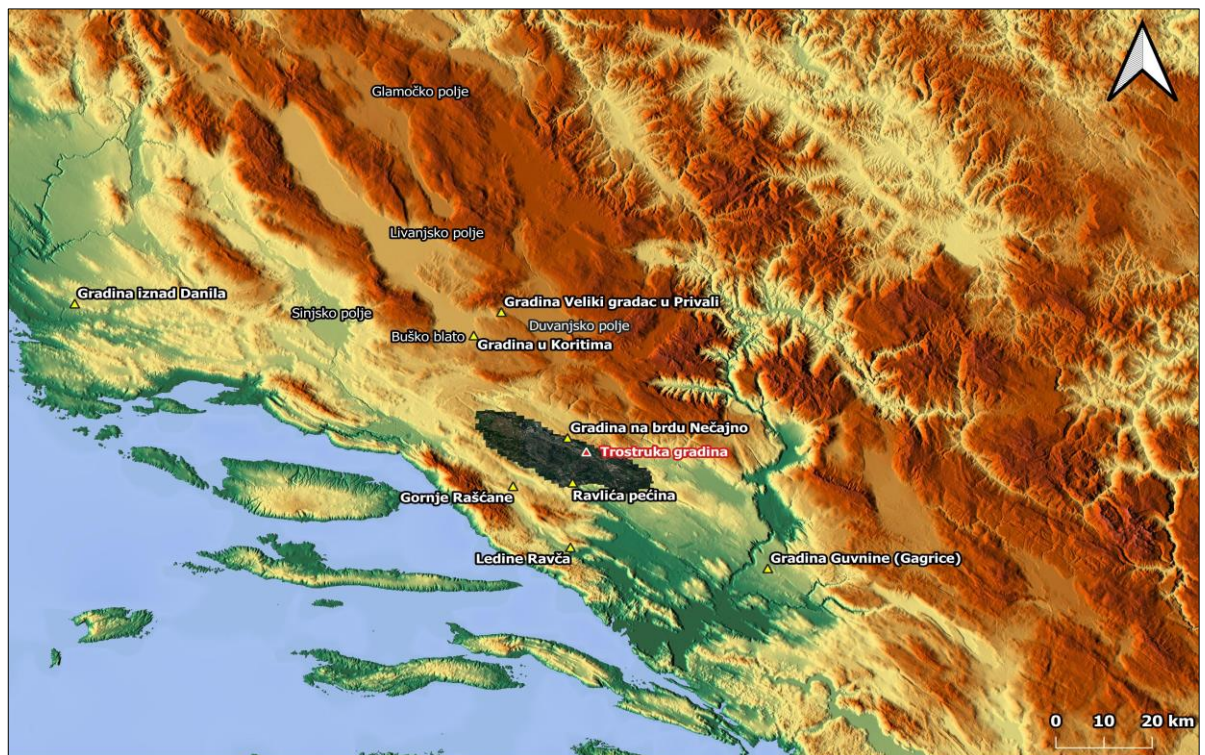 Glamočko polje
Livanjsko polje
Gradina iznad Danila
Gradina Veliki gradac u Privali
Sinjsko polje
Duvanjsko polje
Buško blato
Gradina u Koritima
Gradina na brdu Nečajno
Trostruka gradina
Gornje Rašćane
Ravlića pećina
Ledine Ravča
Gradina Guvnine (Gagrice)
0 10 20 km